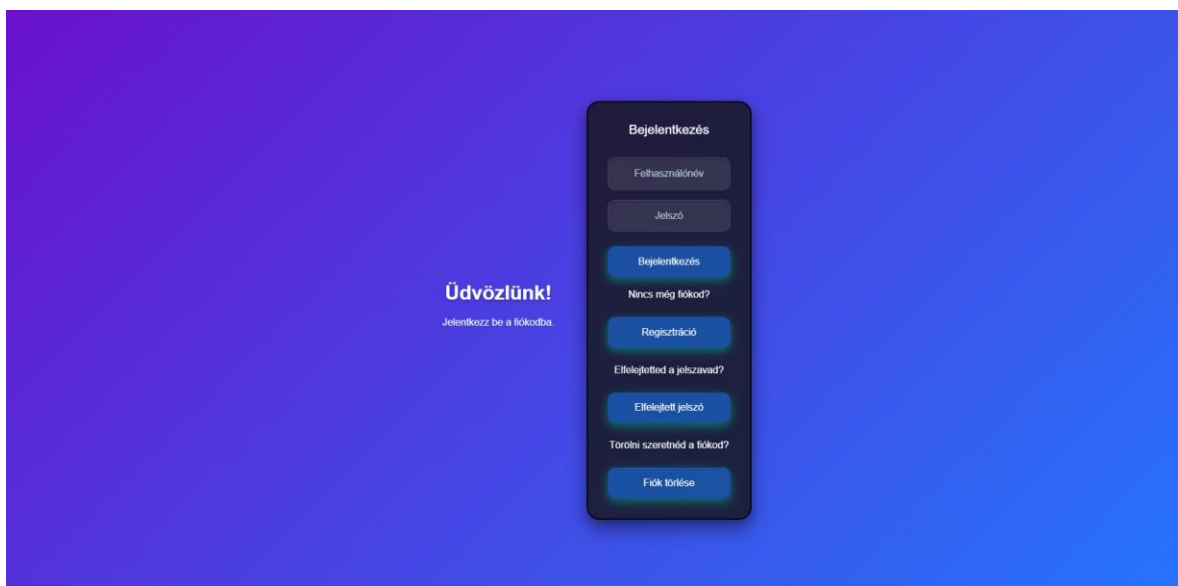 Üdvözlünk!
Jelentkezz be a fiókodba.
Bejelentkezés
Felhasználónév
Jelszó
Bejelentkezés
Nincs még fiókod?
Regisztráció
Elfelejtetted a jelszavad?
Elfelejtett jelszó
Törölni szeretnéd a fiókod?
Fiók törlése